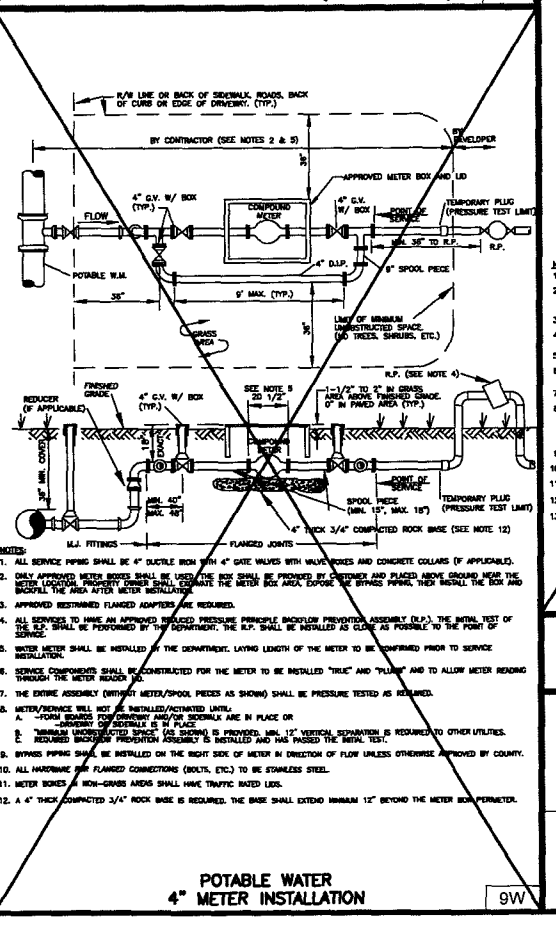 R/W LINE OR BACK OF SIDEWALK, ROADS, BACK
OF CURB OR EDGE OF DRIVEWAY. (TYP.)
BY CONTRACTOR (SEE NOTES 2 & 5)
BY
DEVELOPER
36"
APPROVED METER BOX AND LID
4" G.V. W/ BOX
(TYP.)
COMPOUND
METER
4" G.V.
W/ BOX
POINT OF
SERVICE
TEMPORARY PLUG
(PRESSURE TEST LIMIT)
FLOW
MIN. 36" TO R.P.
R.P.
POTABLE W.M.
4" D.I.P.
SPOOL PIECE
36"
9' MAX. (TYP.)
GRASS
AREA
36"
LIMIT OF MINIMUM
UNOBSTRUCTED SPACE.
(NO TREES, SHRUBS, ETC.)
REDUCER
(IF APPLICABLE)
FINISHED
GRADE
4" G.V. W/ BOX
(TYP.)
SEE NOTE 5
20 1/2"
1-1/2" TO 2" IN GRASS
AREA ABOVE FINISHED GRADE.
0" IN PAVED AREA (TYP.)
R.P. (SEE NOTE 4)
36" MIN. COVER
18"
EXACT
COMPOUND
METER
POINT OF
SERVICE
MIN. 40"
MAX. 48"
SPOOL PIECE
(MIN. 15", MAX. 18")
TEMPORARY PLUG
(PRESSURE TEST LIMIT)
4" THICK 3/4" COMPACTED ROCK (SEE NOTE 12)
M.J. FITTINGS
FLANGED JOINTS
NOTES:
1. ALL SERVICE PIPING SHALL BE 4" DUCTILE IRON WITH 4" GATE VALVES WITH VALVE BOXES AND CONCRETE COLLARS (IF APPLICABLE).
2. ONLY APPROVED METER BOXES SHALL BE USED. THE BOX SHALL BE PROVIDED BY CUSTOMER AND PLACED ABOVE GROUND NEAR THE
METER LOCATION. PROPERTY OWNER SHALL EXCAVATE THE METER BOX AREA, EXPOSE THE BYPASS PIPING, THEN INSTALL THE BOX AND
BACKFILL THE AREA AFTER METER INSTALLATION.
3. APPROVED RESTRAINED FLANGED ADAPTERS ARE REQUIRED.
4. ALL SERVICES TO HAVE AN APPROVED REDUCED PRESSURE PRINCIPLE BACKFLOW PREVENTION ASSEMBLY (R.P.). THE INITIAL TEST OF
THE R.P. SHALL BE PERFORMED BY THE DEPARTMENT. THE R.P. SHALL BE INSTALLED AS CLOSE AS POSSIBLE TO THE POINT OF
SERVICE.
5. WATER METER SHALL BE INSTALLED BY THE DEPARTMENT. LAYING LENGTH OF THE METER TO BE CONFIRMED PRIOR TO SERVICE
INSTALLATION.
6. SERVICE COMPONENTS SHALL BE CONSTRUCTED FOR THE METER TO BE INSTALLED "TRUE" AND "PLUMB" AND TO ALLOW METER READING
THROUGH THE METER READER LID.
7. THE ENTIRE ASSEMBLY (WITHOUT METER/SPOOL PIECES AS SHOWN) SHALL BE PRESSURE TESTED AS REQUIRED.
8. METER/SERVICE WILL NOT BE INSTALLED/ACTIVATED UNTIL:
A. -FORM BOARDS FOR DRIVEWAY AND/OR SIDEWALK ARE IN PLACE OR
-DRIVEWAY OR SIDEWALK IS IN PLACE
B. "MINIMUM UNOBSTRUCTED SPACE" (AS SHOWN) IS PROVIDED. MIN. 12" VERTICAL SEPARATION IS REQUIRED TO OTHER UTILITIES.
C. REQUIRED BACKFLOW PREVENTION ASSEMBLY IS INSTALLED AND HAS PASSED THE INITIAL TEST.
9. BYPASS PIPING SHALL BE INSTALLED ON THE RIGHT SIDE OF METER IN DIRECTION OF FLOW UNLESS OTHERWISE APPROVED BY COUNTY.
10. ALL HARDWARE FOR FLANGED CONNECTIONS (BOLTS, ETC.) TO BE STAINLESS STEEL.
11. METER BOXES IN NON-GRASS AREAS SHALL HAVE TRAFFIC RATED LIDS.
12. A 4" THICK COMPACTED 3/4" ROCK BASE IS REQUIRED. THE BASE SHALL EXTEND MINIMUM 12" BEYOND THE METER BOX PERIMETER.
POTABLE WATER
4" METER INSTALLATION
9W